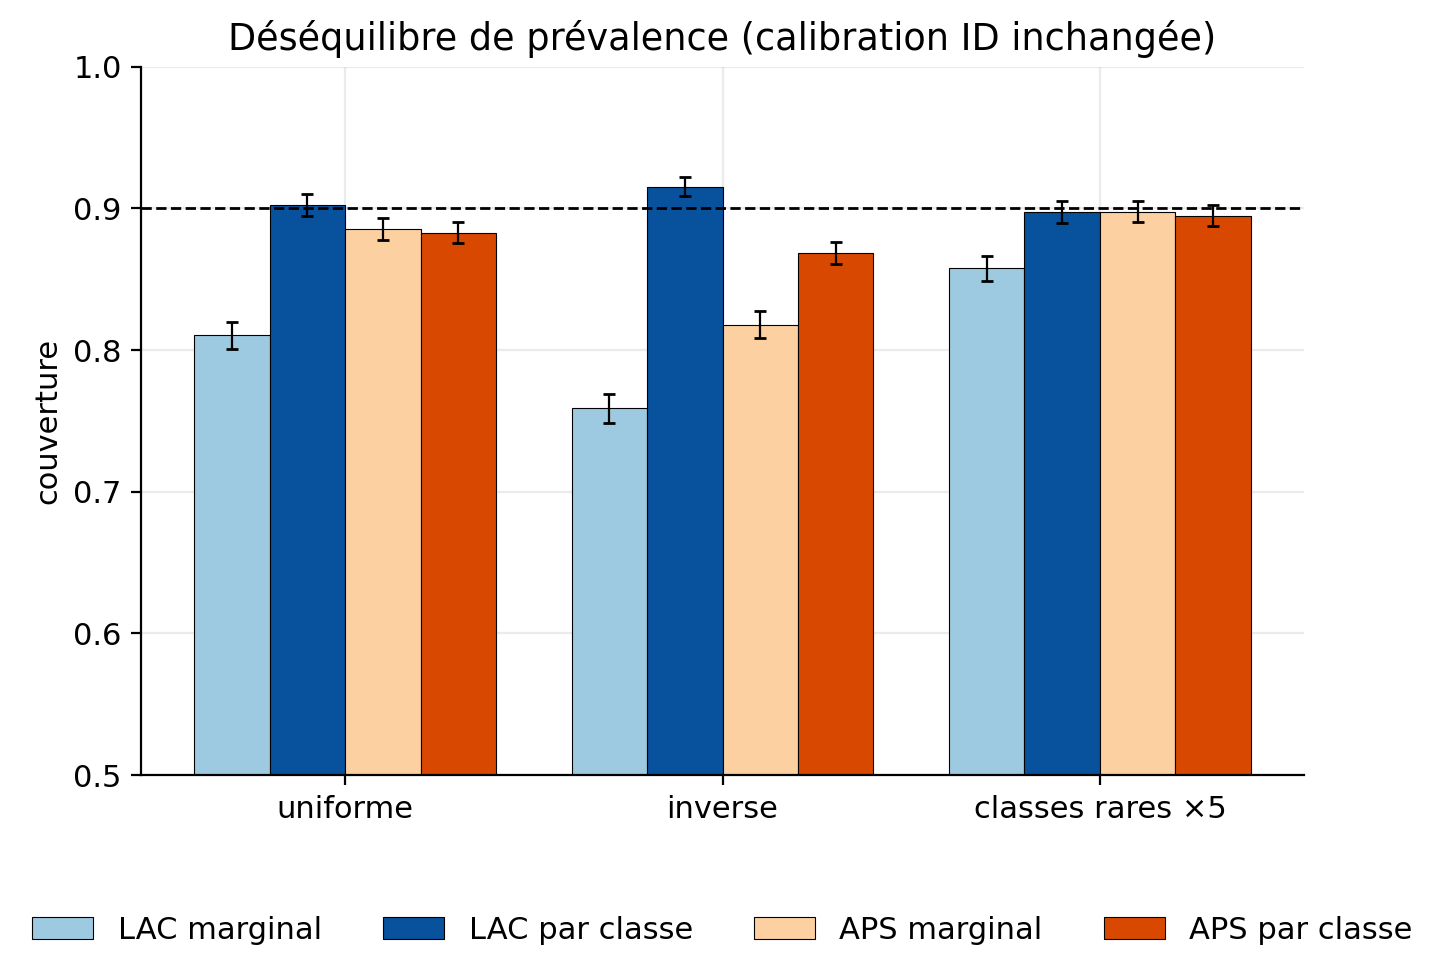 Déséquilibre de prévalence (calibration ID inchangée)
1.0
0.9
0.8
0.7
0.6
0.5
couverture
uniforme
inverse
classes rares ×5
LAC marginal
LAC par classe
APS marginal
APS par classe